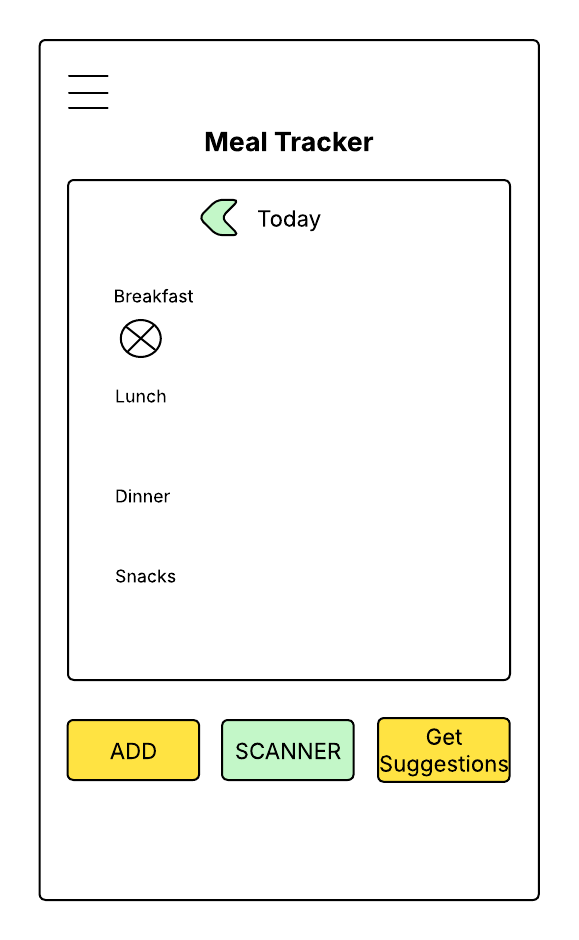 Meal Tracker
Today
Breakfast
Lunch
Dinner
Snacks
ADD
SCANNER
Get
Suggestions